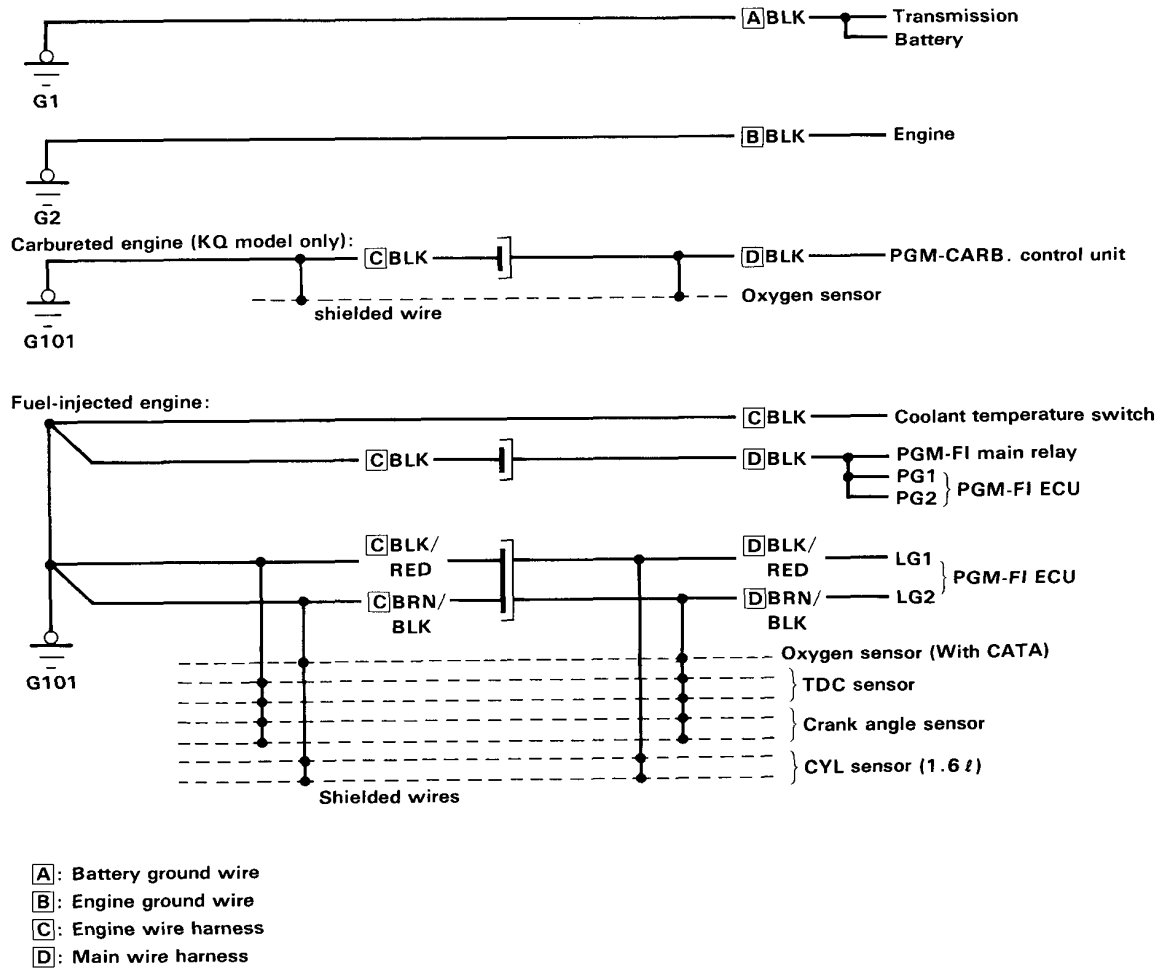 A BLK Transmission
Battery
G1
B BLK Engine
G2
Carbureted engine (KQ model only):
C BLK D BLK PGM-CARB. control unit
Oxygen sensor
shielded wire
G101
Fuel-injected engine:
C BLK Coolant temperature switch
C BLK D BLK PGM-FI main relay
PG1
PG2 PGM-FI ECU
C BLK/ RED D BLK/ RED LG1
C BRN/ BLK D BRN/ BLK LG2
PGM-FI ECU
G101
Oxygen sensor (With CATA)
TDC sensor
Crank angle sensor
CYL sensor (1.6 ℓ)
Shielded wires
A: Battery ground wire
B: Engine ground wire
C: Engine wire harness
D: Main wire harness